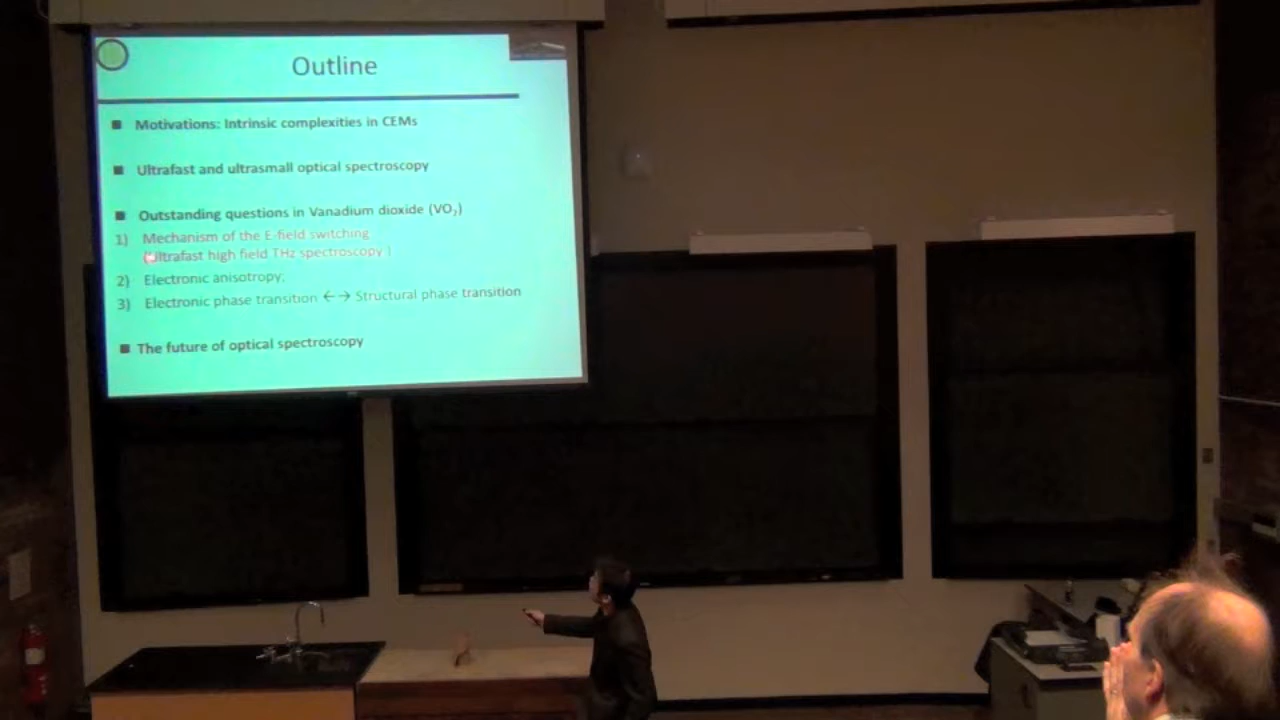 Outline
■ Motivations: Intrinsic complexities in CEMs
■ Ultrafast and ultrasmall optical spectroscopy
■ Outstanding questions in Vanadium dioxide (VO₂)
1) Mechanism of the E-field switching
(Ultrafast high field THz spectroscopy )
2) Electronic anisotropy;
3) Electronic phase transition ←→ Structural phase transition
■ The future of optical spectroscopy